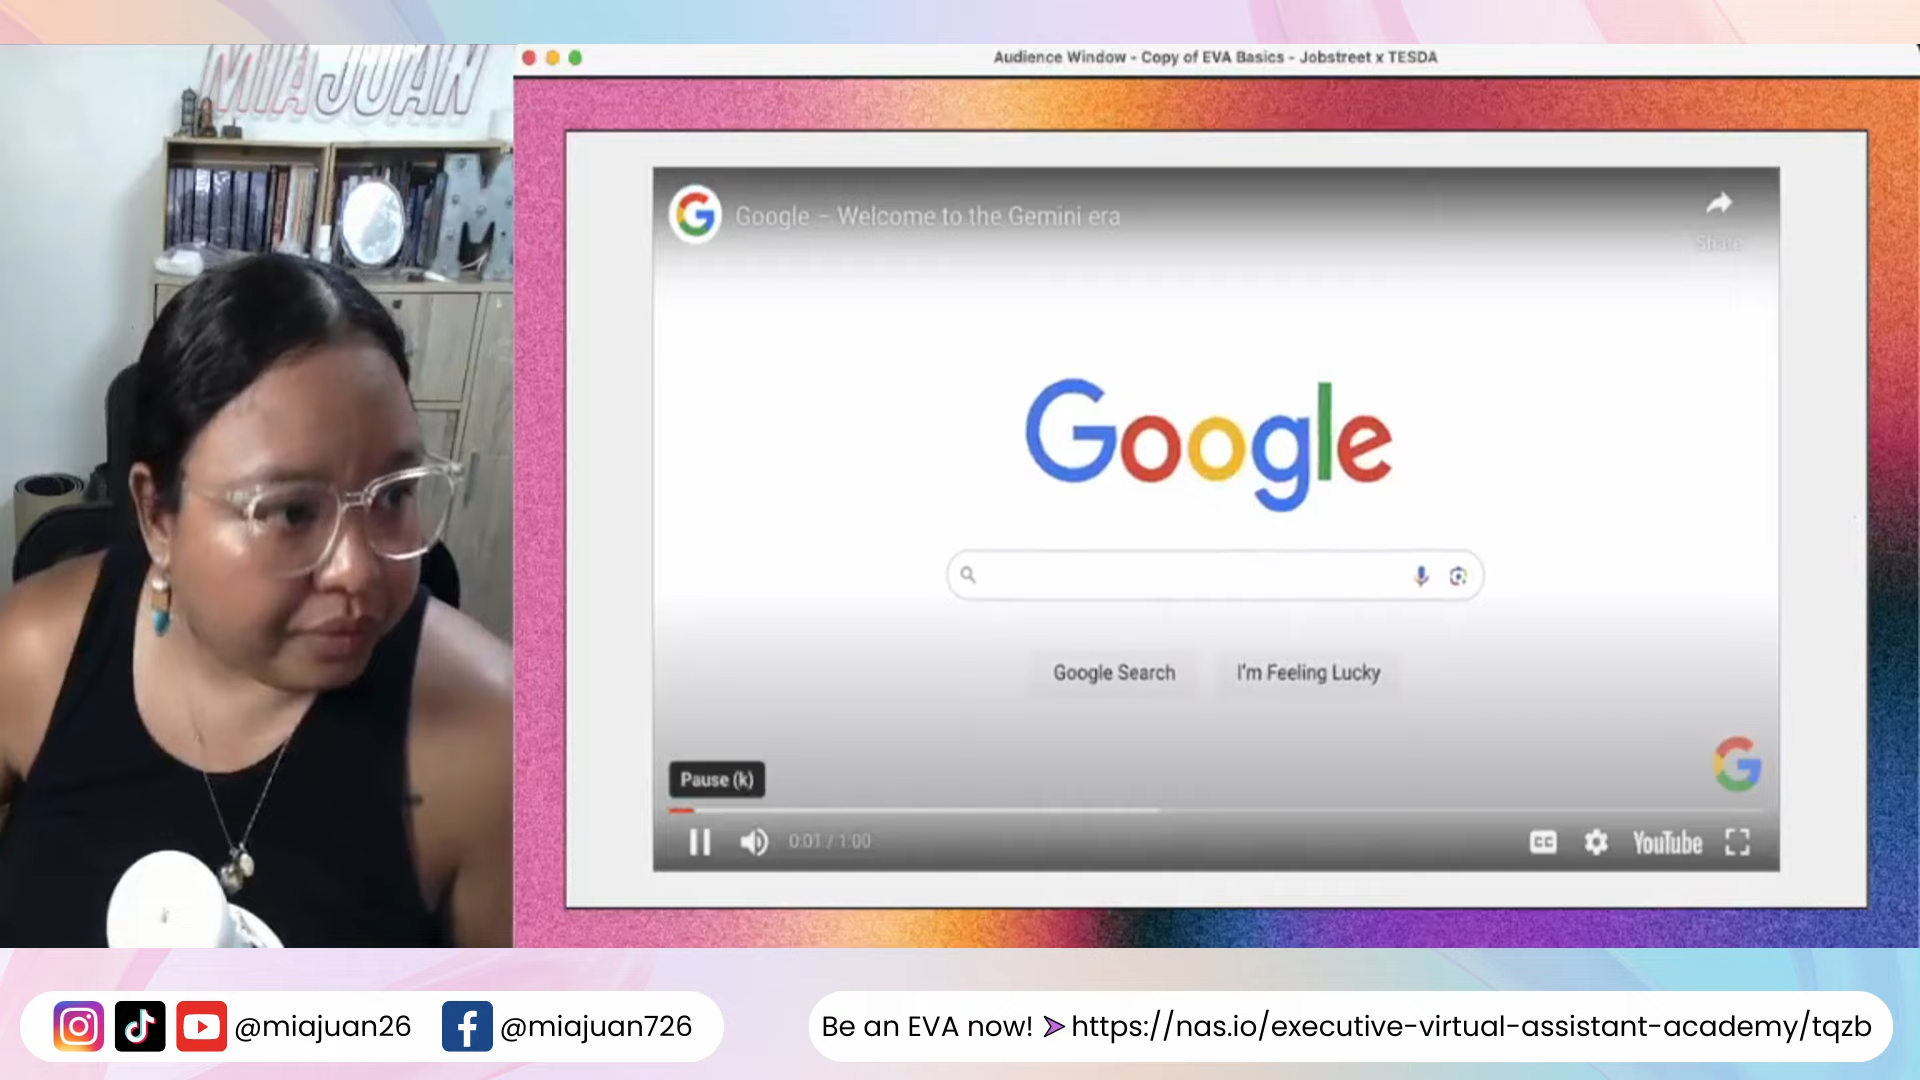 MIAJUAN
Audience Window - Copy of EVA Basics - Jobstreet x TESDA
Google – Welcome to the Gemini era
Share
Google
Google Search
I'm Feeling Lucky
Pause (k)
0:01 / 1:00
CC
YouTube
@miajuan26
@miajuan726
Be an EVA now! ➤ https://nas.io/executive-virtual-assistant-academy/tqzb